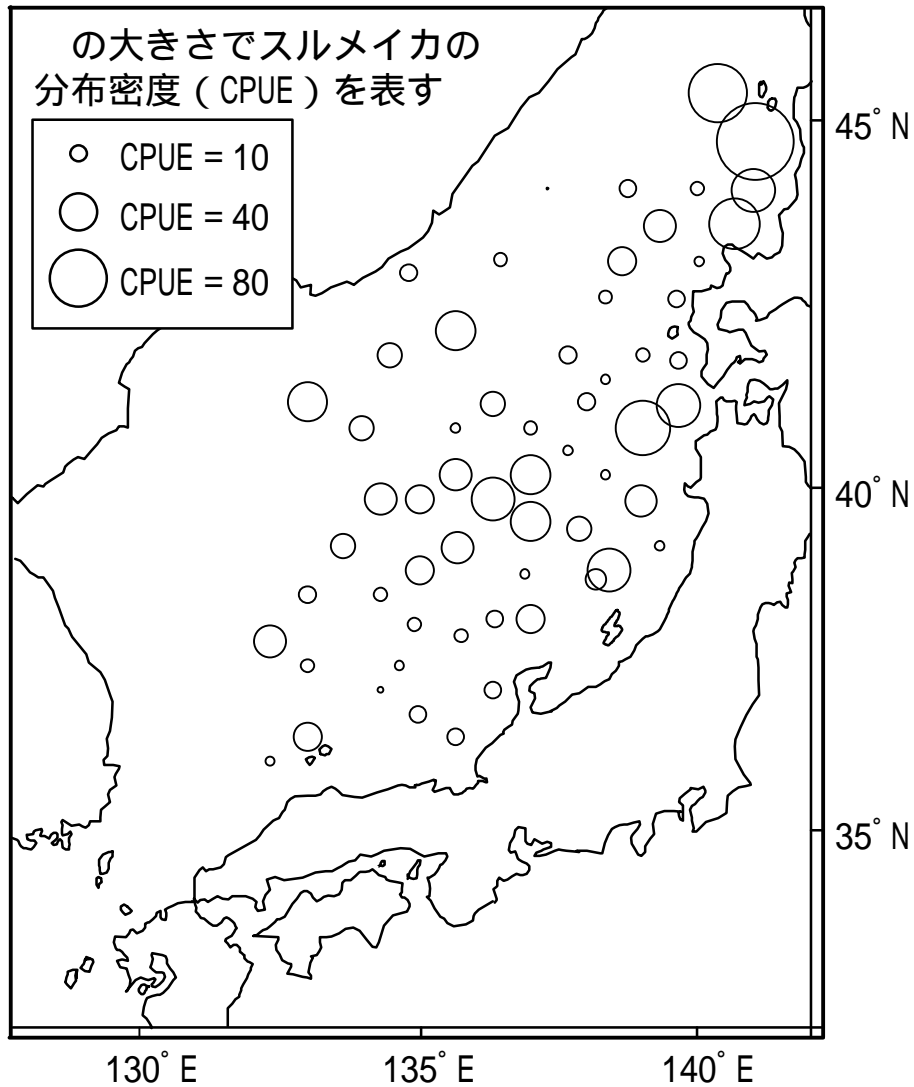 の大きさでスルメイカの
分布密度(CPUE)を表す
CPUE = 10
CPUE = 40
CPUE = 80
45° N
40° N
35° N
130° E
135° E
140° E